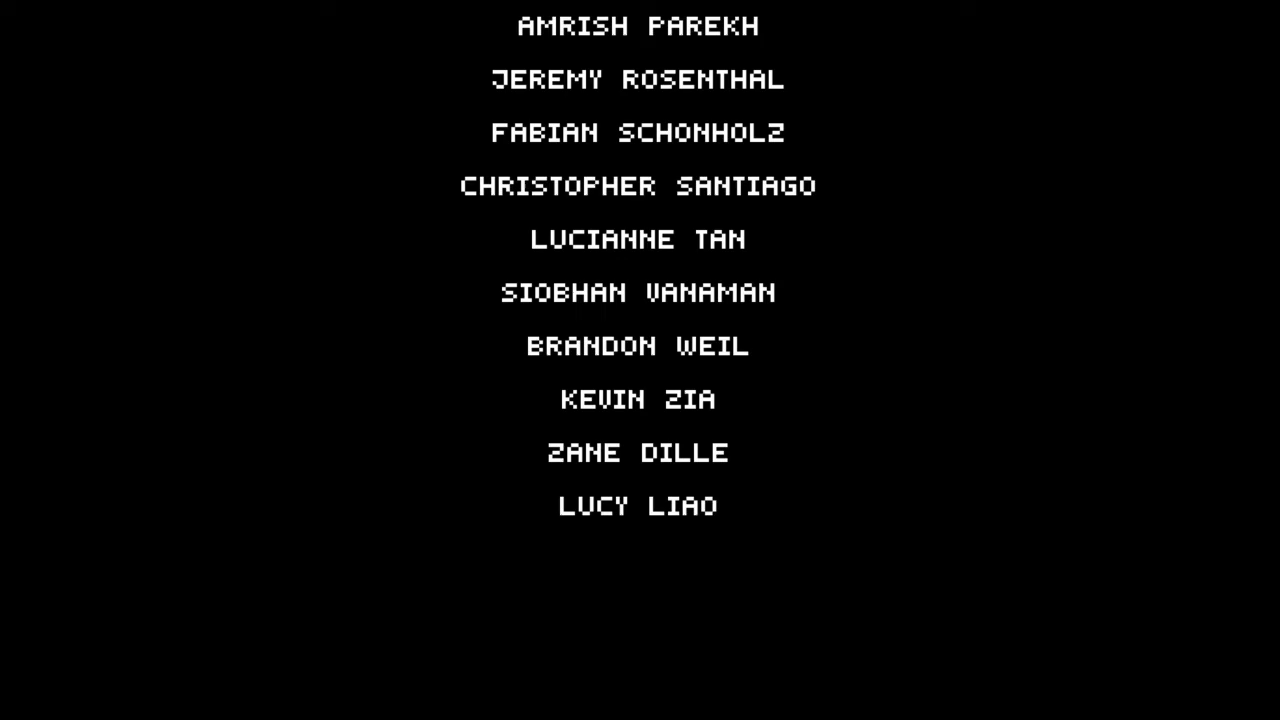 AMRISH PAREKH
JEREMY ROSENTHAL
FABIAN SCHONHOLZ
CHRISTOPHER SANTIAGO
LUCIANNE TAN
SIOBHAN VANAMAN
BRANDON WEIL
KEVIN ZIA
ZANE DILLE
LUCY LIAO